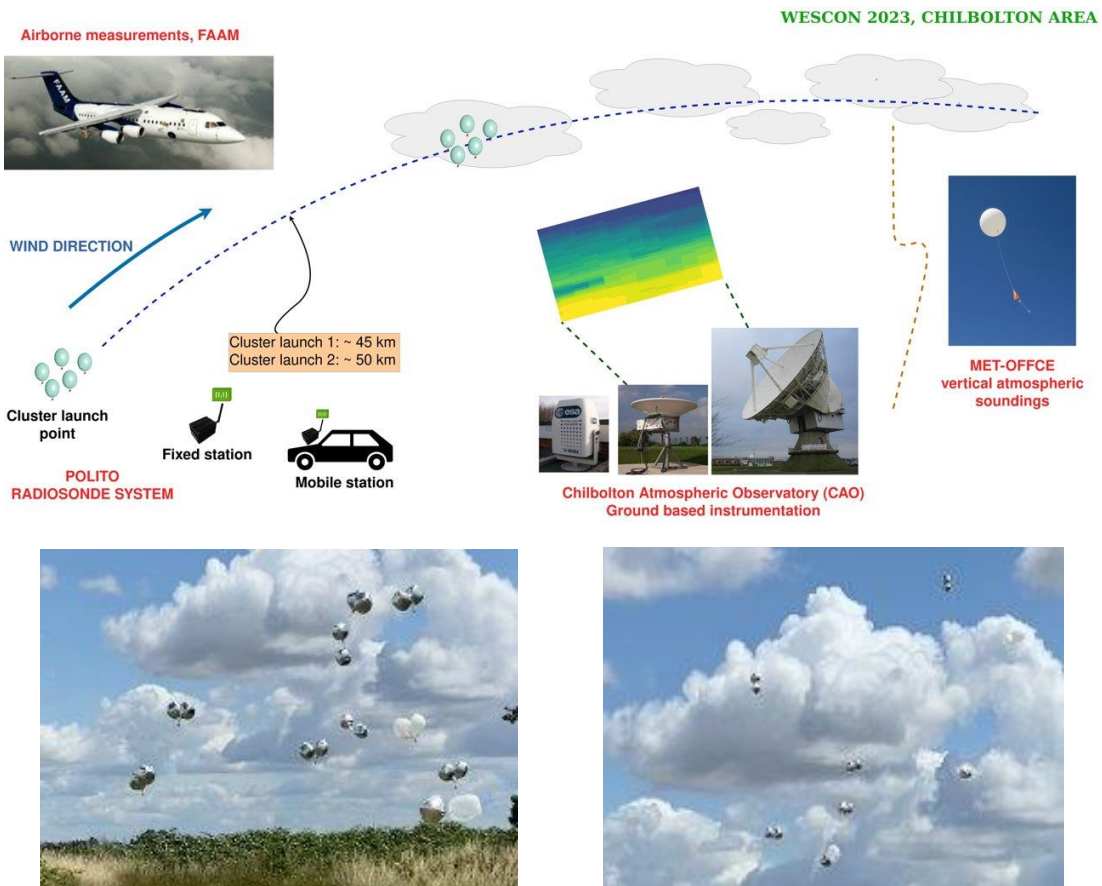 WESCON 2023, CHILBOLTON AREA
Airborne measurements, FAAM
FAAM
WIND DIRECTION
Cluster launch 1: ~ 45 km
Cluster launch 2: ~ 50 km
Cluster launch
point
Fixed station
Mobile station
POLITO
RADIOSONDE SYSTEM
esa
MET-OFFCE
vertical atmospheric
soundings
Chilbolton Atmospheric Observatory (CAO)
Ground based instrumentation